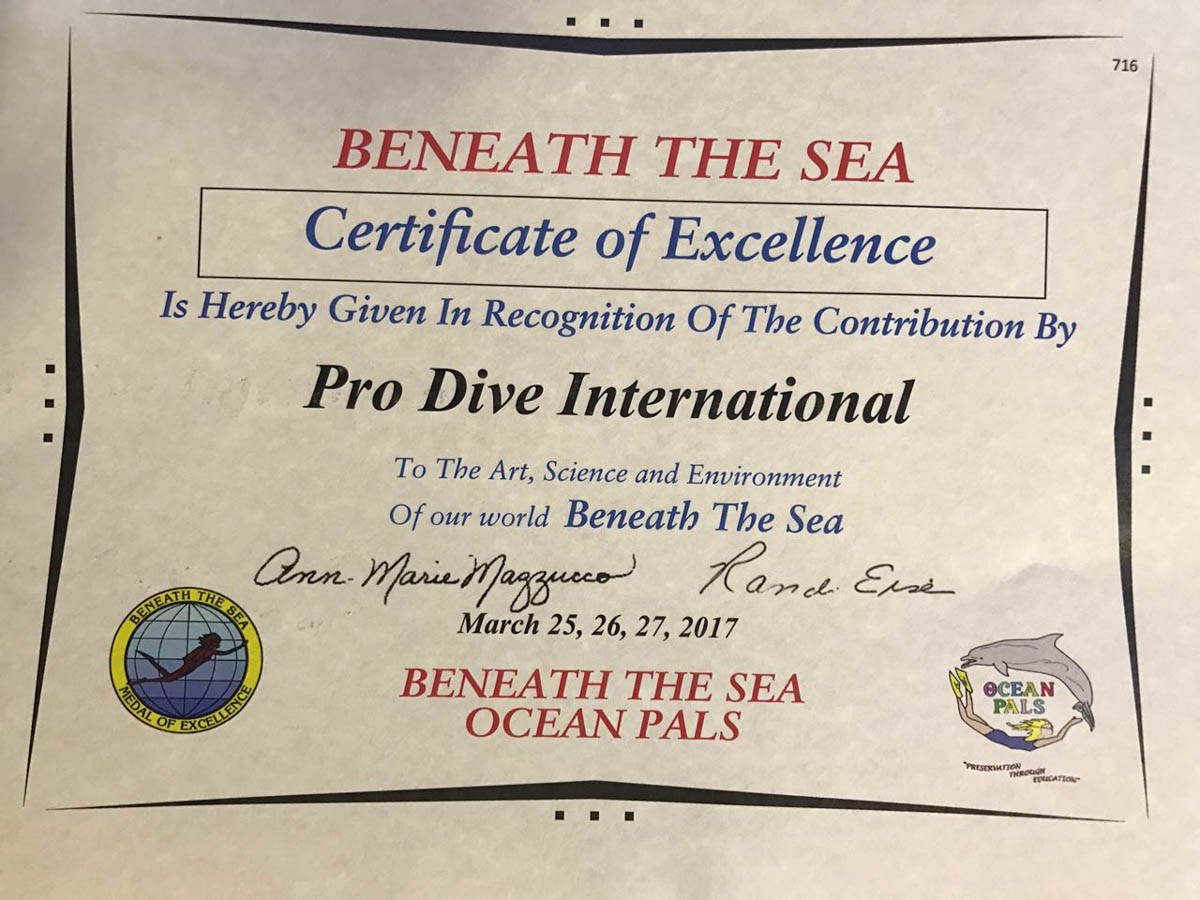 716
BENEATH THE SEA
Certificate of Excellence
Is Hereby Given In Recognition Of The Contribution By
Pro Dive International
To The Art, Science and Environment
Of our world Beneath The Sea
Ann-Marie Mazzucco
March 25, 26, 27, 2017
BENEATH THE SEA
OCEAN PALS
BENEATH THE SEA
MEDAL OF EXCELLENCE
OCEAN
PALS
"PRESERVATION
THROUGH
EDUCATION"